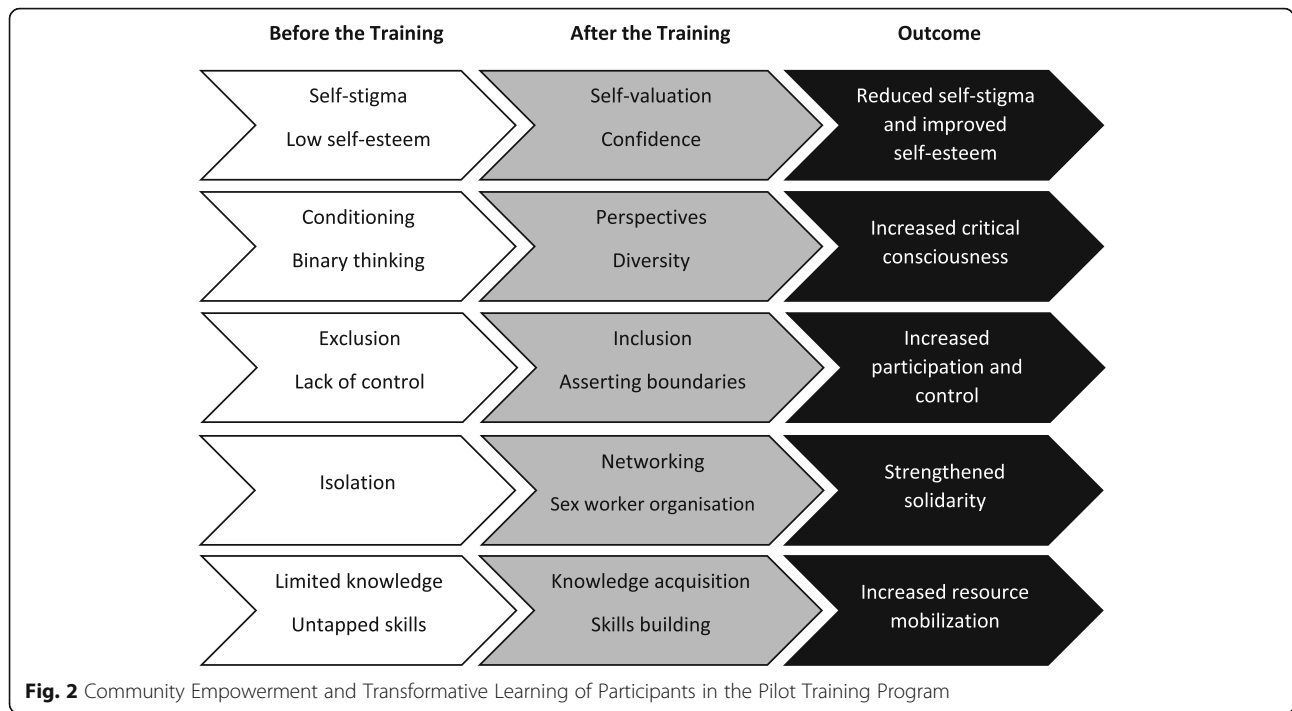 Before the Training After the Training Outcome
Self-stigma
Low self-esteem
Self-valuation
Confidence
Reduced self-stigma
and improved
self-esteem
Conditioning
Binary thinking
Perspectives
Diversity
Increased critical
consciousness
Exclusion
Lack of control
Inclusion
Asserting boundaries
Increased
participation and
control
Isolation
Networking
Sex worker organisation
Strengthened
solidarity
Limited knowledge
Untapped skills
Knowledge acquisition
Skills building
Increased resource
mobilization
Fig. 2 Community Empowerment and Transformative Learning of Participants in the Pilot Training Program